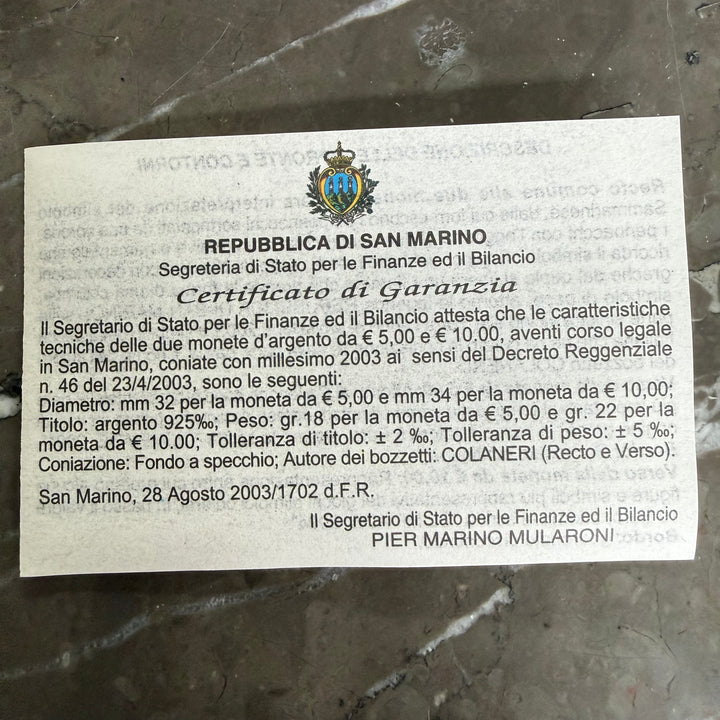 REPUBBLICA DI SAN MARINO
Segreteria di Stato per le Finanze ed il Bilancio
Certificato di Garanzia
Il Segretario di Stato per le Finanze ed il Bilancio attesta che le caratteristiche
tecniche delle due monete d'argento da € 5,00 e € 10.00, aventi corso legale
in San Marino, coniate con millesimo 2003 ai sensi del Decreto Reggenziale
n. 46 del 23/4/2003, sono le seguenti:
Diametro: mm 32 per la moneta da € 5,00 e mm 34 per la moneta da € 10,00;
Titolo: argento 925‰; Peso: gr.18 per la moneta da € 5,00 e gr. 22 per la
moneta da € 10.00; Tolleranza di titolo: ± 2 ‰; Tolleranza di peso: ± 5 ‰;
Coniazione: Fondo a specchio; Autore dei bozzetti: COLANERI (Recto e Verso).
San Marino, 28 Agosto 2003/1702 d.F.R.
Il Segretario di Stato per le Finanze ed il Bilancio
PIER MARINO MULARONI